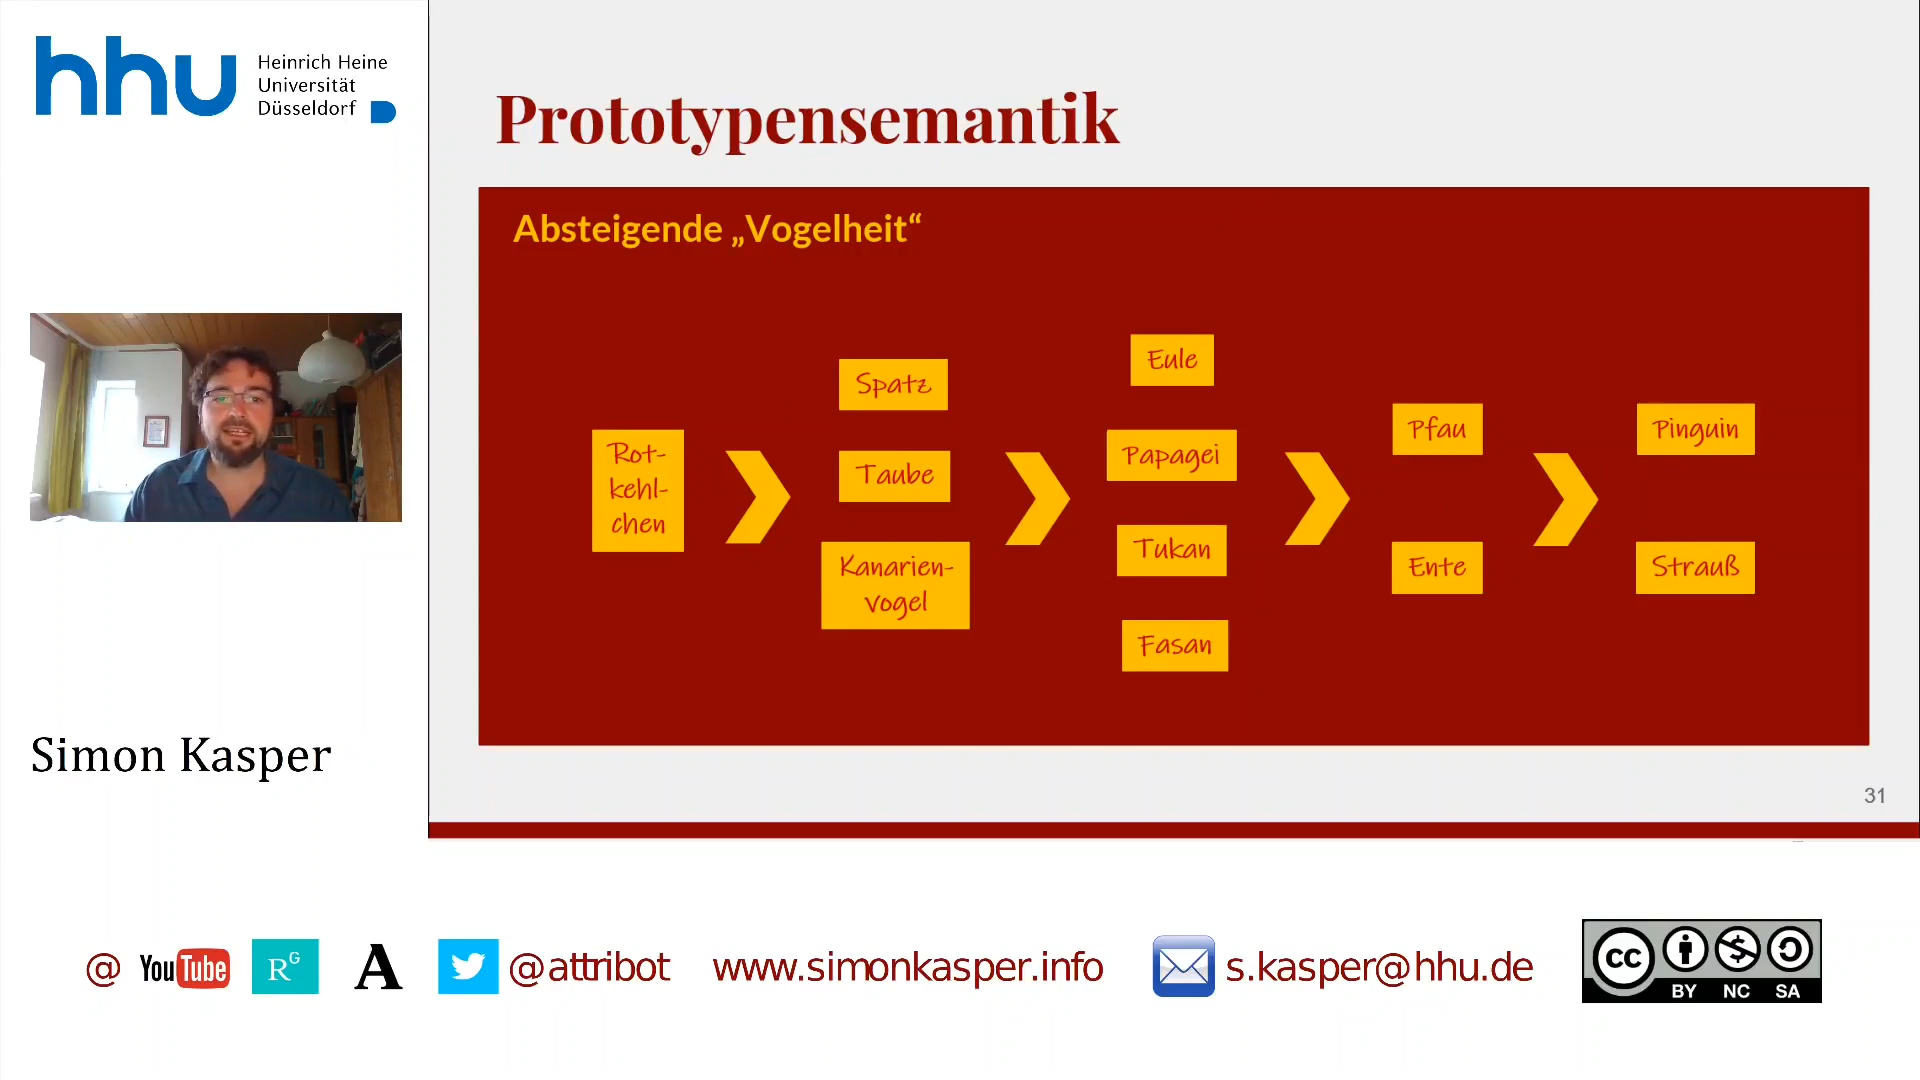 hhu Heinrich Heine
Universität
Düsseldorf
Prototypensemantik
Absteigende „Vogelheit“
Rot-
kehl-
chen
Spatz
Taube
Kanarien-
vogel
Eule
Papagei
Tukan
Fasan
Pfau
Ente
Pinguin
Strauß
Simon Kasper
31
@ YouTube RG A @attribot www.simonkasper.info s.kasper@hhu.de
CC BY NC SA